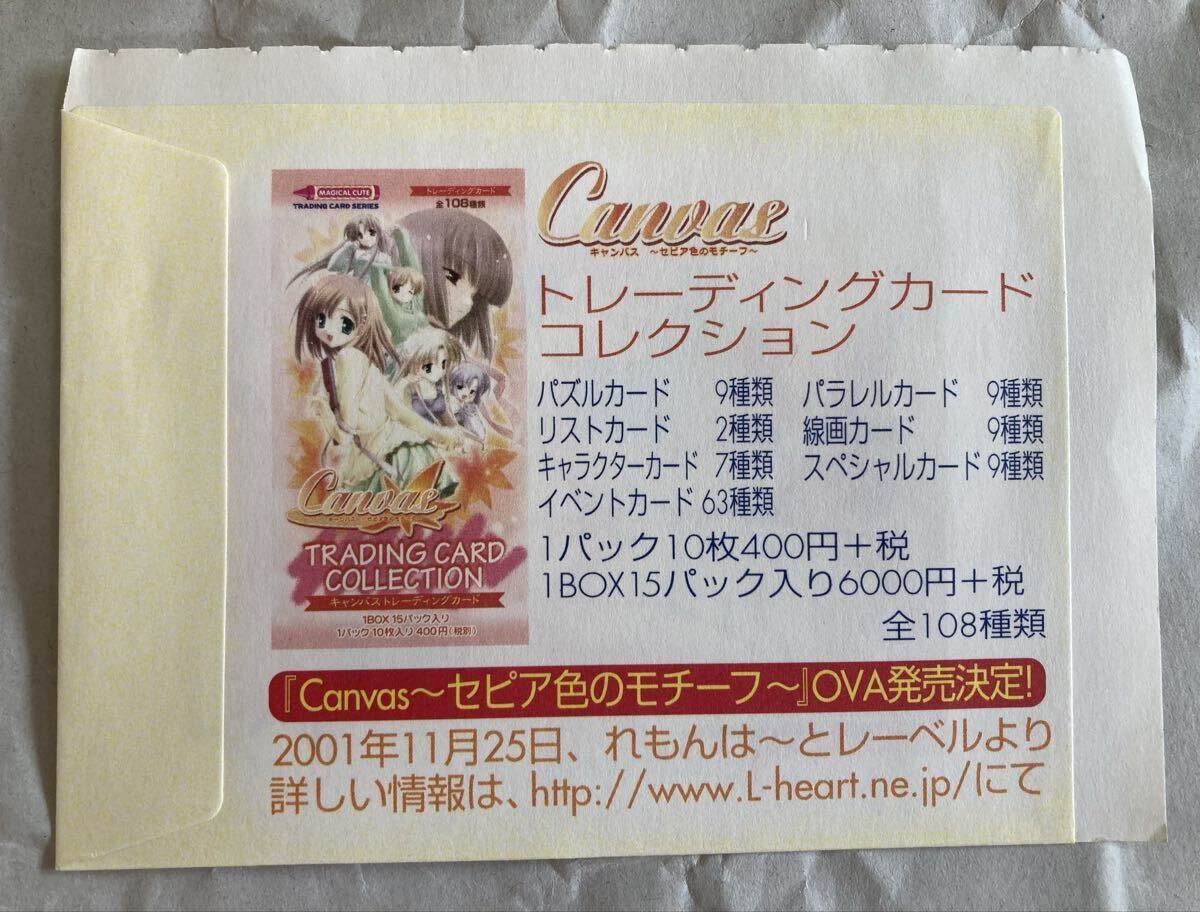 MAGICAL CUTE
TRADING CARD SERIES
トレーディングカード
全108種類
Canvas
TRADING CARD
COLLECTION
キャンバストレーディングカード
1BOX 15パック入り
1パック 10枚入り 400円(税別)
Canvas
キャンバス ～セピア色のモチーフ～
トレーディングカード
コレクション
パズルカード 9種類 パラレルカード 9種類
リストカード 2種類 線画カード 9種類
キャラクターカード 7種類 スペシャルカード 9種類
イベントカード 63種類
1パック10枚400円＋税
1BOX15パック入り6000円＋税
全108種類
『Canvas～セピア色のモチーフ～』OVA発売決定!
2001年11月25日、れもんは～とレーベルより
詳しい情報は、http://www.L-heart.ne.jp/にて